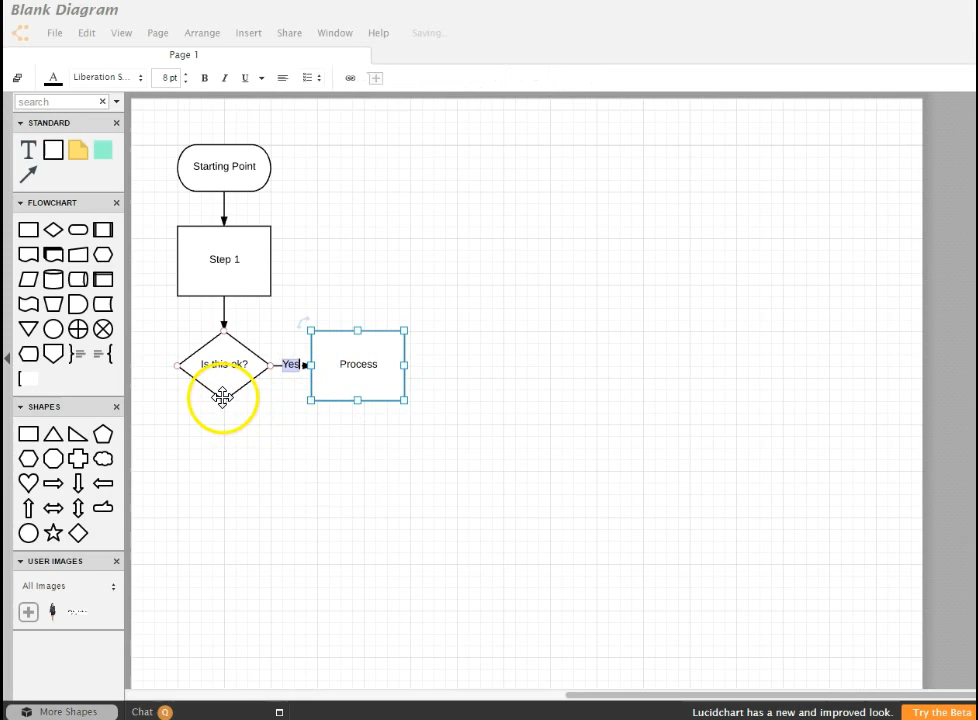 Blank Diagram
File Edit View Page Arrange Insert Share Window Help Saving...
Page 1
A Liberation S... 8 pt B I U
search
STANDARD
T
FLOWCHART
SHAPES
USER IMAGES
All Images
More Shapes
Starting Point
Step 1
Is this ok? Yes Process
Chat Q
Lucidchart has a new and improved look. Try the Beta